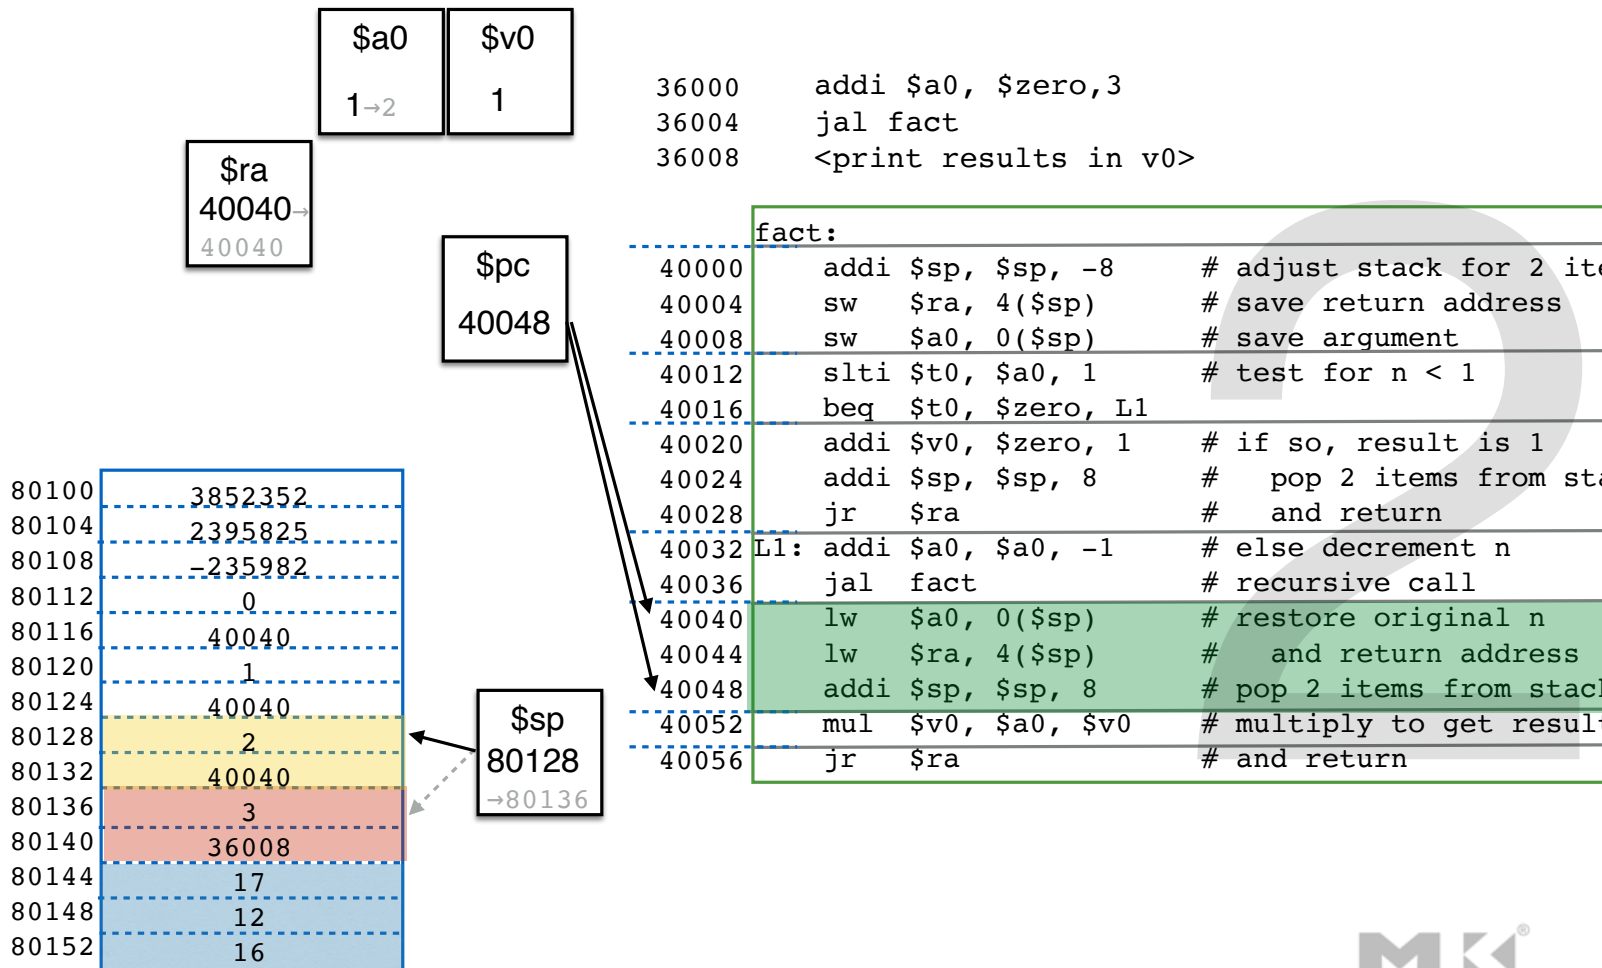 $a0 $v0
1→2 1
$ra
40040→
40040
$pc
40048
36000 addi $a0, $zero,3
36004 jal fact
36008 <print results in v0>
fact:
40000 addi $sp, $sp, -8 # adjust stack for 2 ite
40004 sw $ra, 4($sp) # save return address
40008 sw $a0, 0($sp) # save argument
40012 slti $t0, $a0, 1 # test for n < 1
40016 beq $t0, $zero, L1
40020 addi $v0, $zero, 1 # if so, result is 1
40024 addi $sp, $sp, 8 # pop 2 items from sta
40028 jr $ra # and return
40032 L1: addi $a0, $a0, -1 # else decrement n
40036 jal fact # recursive call
40040 lw $a0, 0($sp) # restore original n
40044 lw $ra, 4($sp) # and return address
40048 addi $sp, $sp, 8 # pop 2 items from stack
40052 mul $v0, $a0, $v0 # multiply to get result
40056 jr $ra # and return
2
80100 3852352
80104 2395825
80108 -235982
80112 0
80116 40040
80120 1
80124 40040
80128 2
80132 40040
80136 3
80140 36008
80144 17
80148 12
80152 16
$sp
80128
→80136
MK®